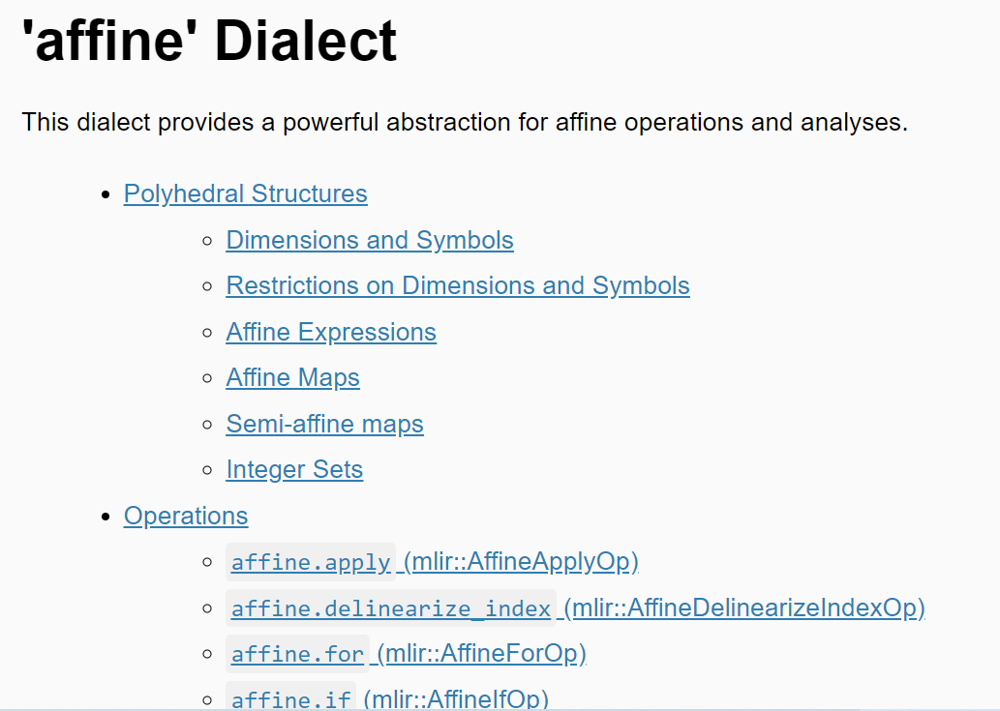 'affine' Dialect
This dialect provides a powerful abstraction for affine operations and analyses.
Polyhedral Structures
Dimensions and Symbols
Restrictions on Dimensions and Symbols
Affine Expressions
Affine Maps
Semi-affine maps
Integer Sets
Operations
affine.apply (mlir::AffineApplyOp)
affine.delinearize_index (mlir::AffineDelinearizeIndexOp)
affine.for (mlir::AffineForOp)
affine.if (mlir::AffineIfOp)